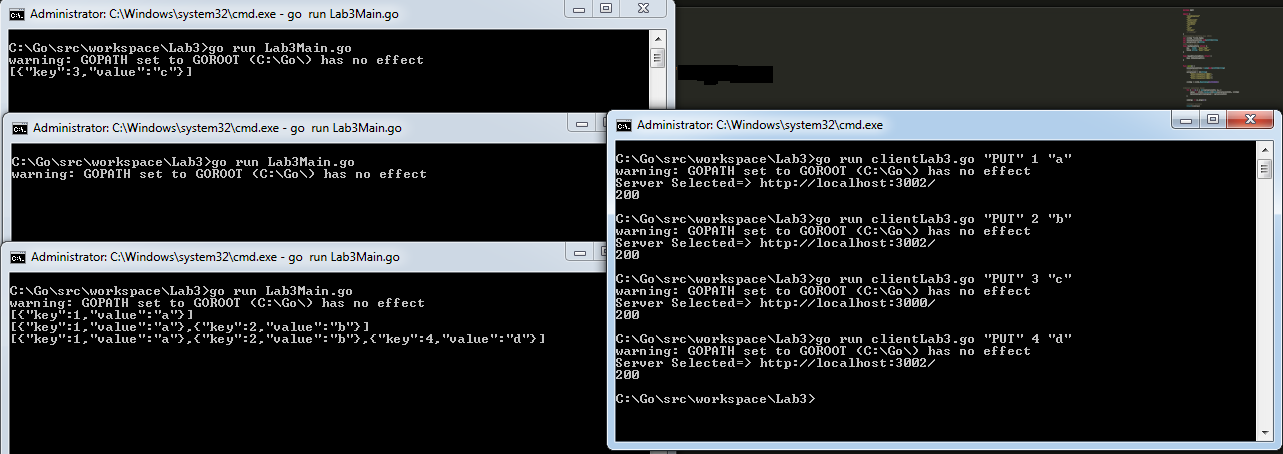 Administrator: C:\Windows\system32\cmd.exe - go  run Lab3Main.go
C:\Go\src\workspace\Lab3>go run Lab3Main.go
warning: GOPATH set to GOROOT (C:\Go\) has no effect
[{"key":3,"value":"c"}]
Administrator: C:\Windows\system32\cmd.exe - go  run Lab3Main.go
C:\Go\src\workspace\Lab3>go run Lab3Main.go
warning: GOPATH set to GOROOT (C:\Go\) has no effect
Administrator: C:\Windows\system32\cmd.exe - go  run Lab3Main.go
C:\Go\src\workspace\Lab3>go run Lab3Main.go
warning: GOPATH set to GOROOT (C:\Go\) has no effect
[{"key":1,"value":"a"}]
[{"key":1,"value":"a"},{"key":2,"value":"b"}]
[{"key":1,"value":"a"},{"key":2,"value":"b"},{"key":4,"value":"d"}]
Administrator: C:\Windows\system32\cmd.exe
C:\Go\src\workspace\Lab3>go run clientLab3.go "PUT" 1 "a"
warning: GOPATH set to GOROOT (C:\Go\) has no effect
Server Selected=> http://localhost:3002/
200
C:\Go\src\workspace\Lab3>go run clientLab3.go "PUT" 2 "b"
warning: GOPATH set to GOROOT (C:\Go\) has no effect
Server Selected=> http://localhost:3002/
200
C:\Go\src\workspace\Lab3>go run clientLab3.go "PUT" 3 "c"
warning: GOPATH set to GOROOT (C:\Go\) has no effect
Server Selected=> http://localhost:3000/
200
C:\Go\src\workspace\Lab3>go run clientLab3.go "PUT" 4 "d"
warning: GOPATH set to GOROOT (C:\Go\) has no effect
Server Selected=> http://localhost:3002/
200
C:\Go\src\workspace\Lab3>